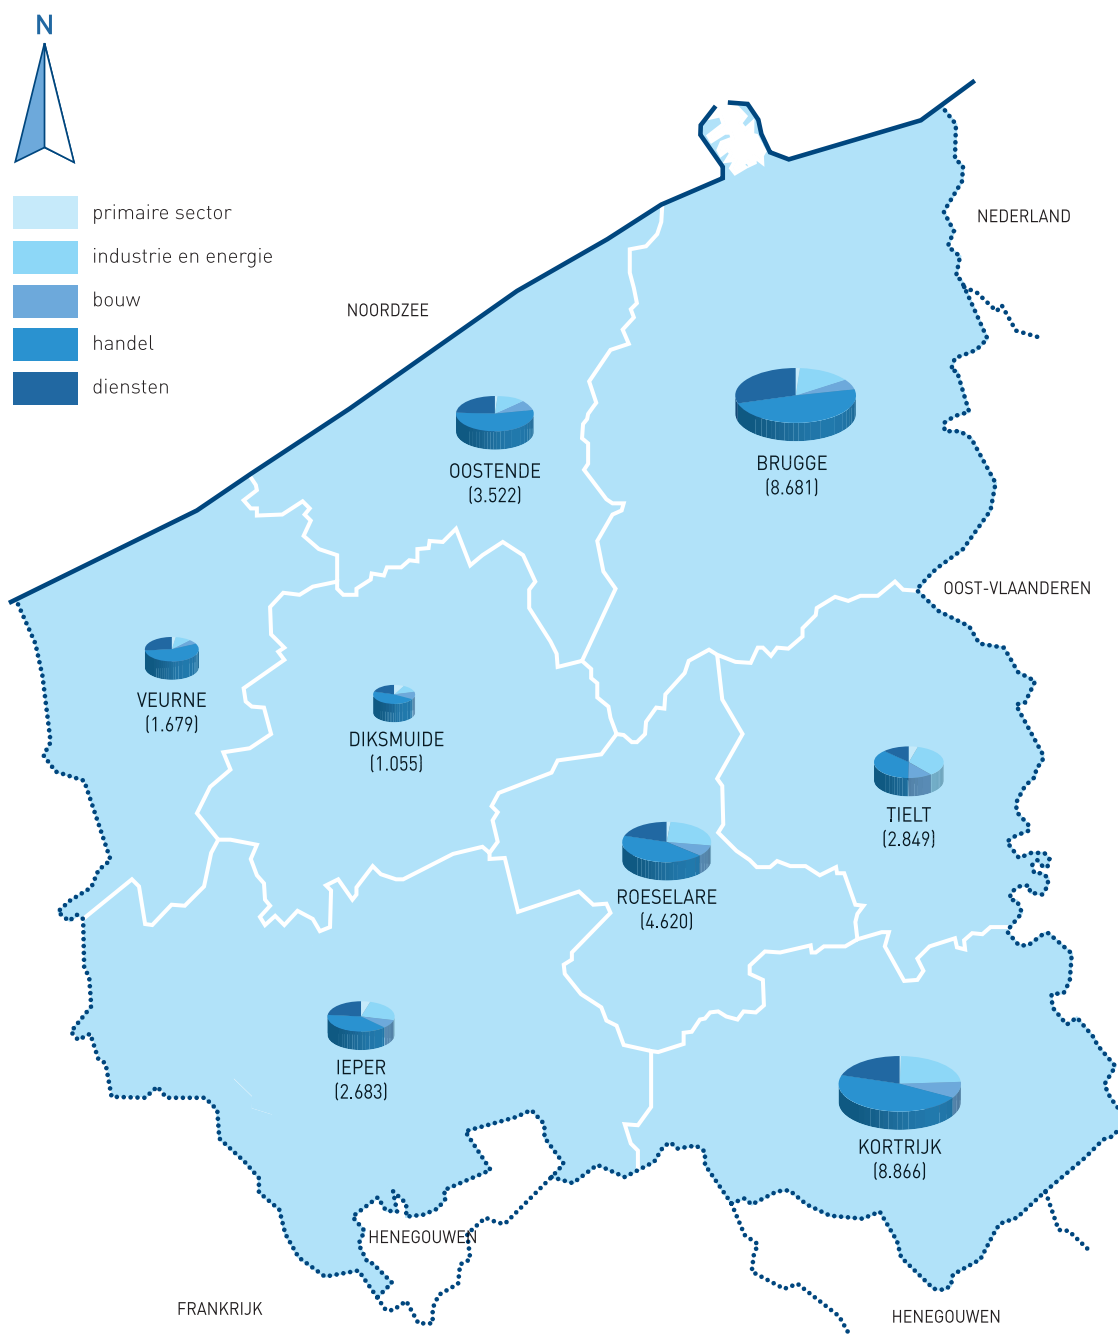 N
primaire sector
industrie en energie
bouw
handel
diensten
NEDERLAND
NOORDZEE
BRUGGE
(8.681)
OOSTENDE
(3.522)
OOST-VLAANDEREN
VEURNE
(1.679)
DIKSMUIDE
(1.055)
TIELT
(2.849)
ROESELARE
(4.620)
IEPER
(2.683)
KORTRIJK
(8.866)
HENEGOUWEN
FRANKRIJK
HENEGOUWEN